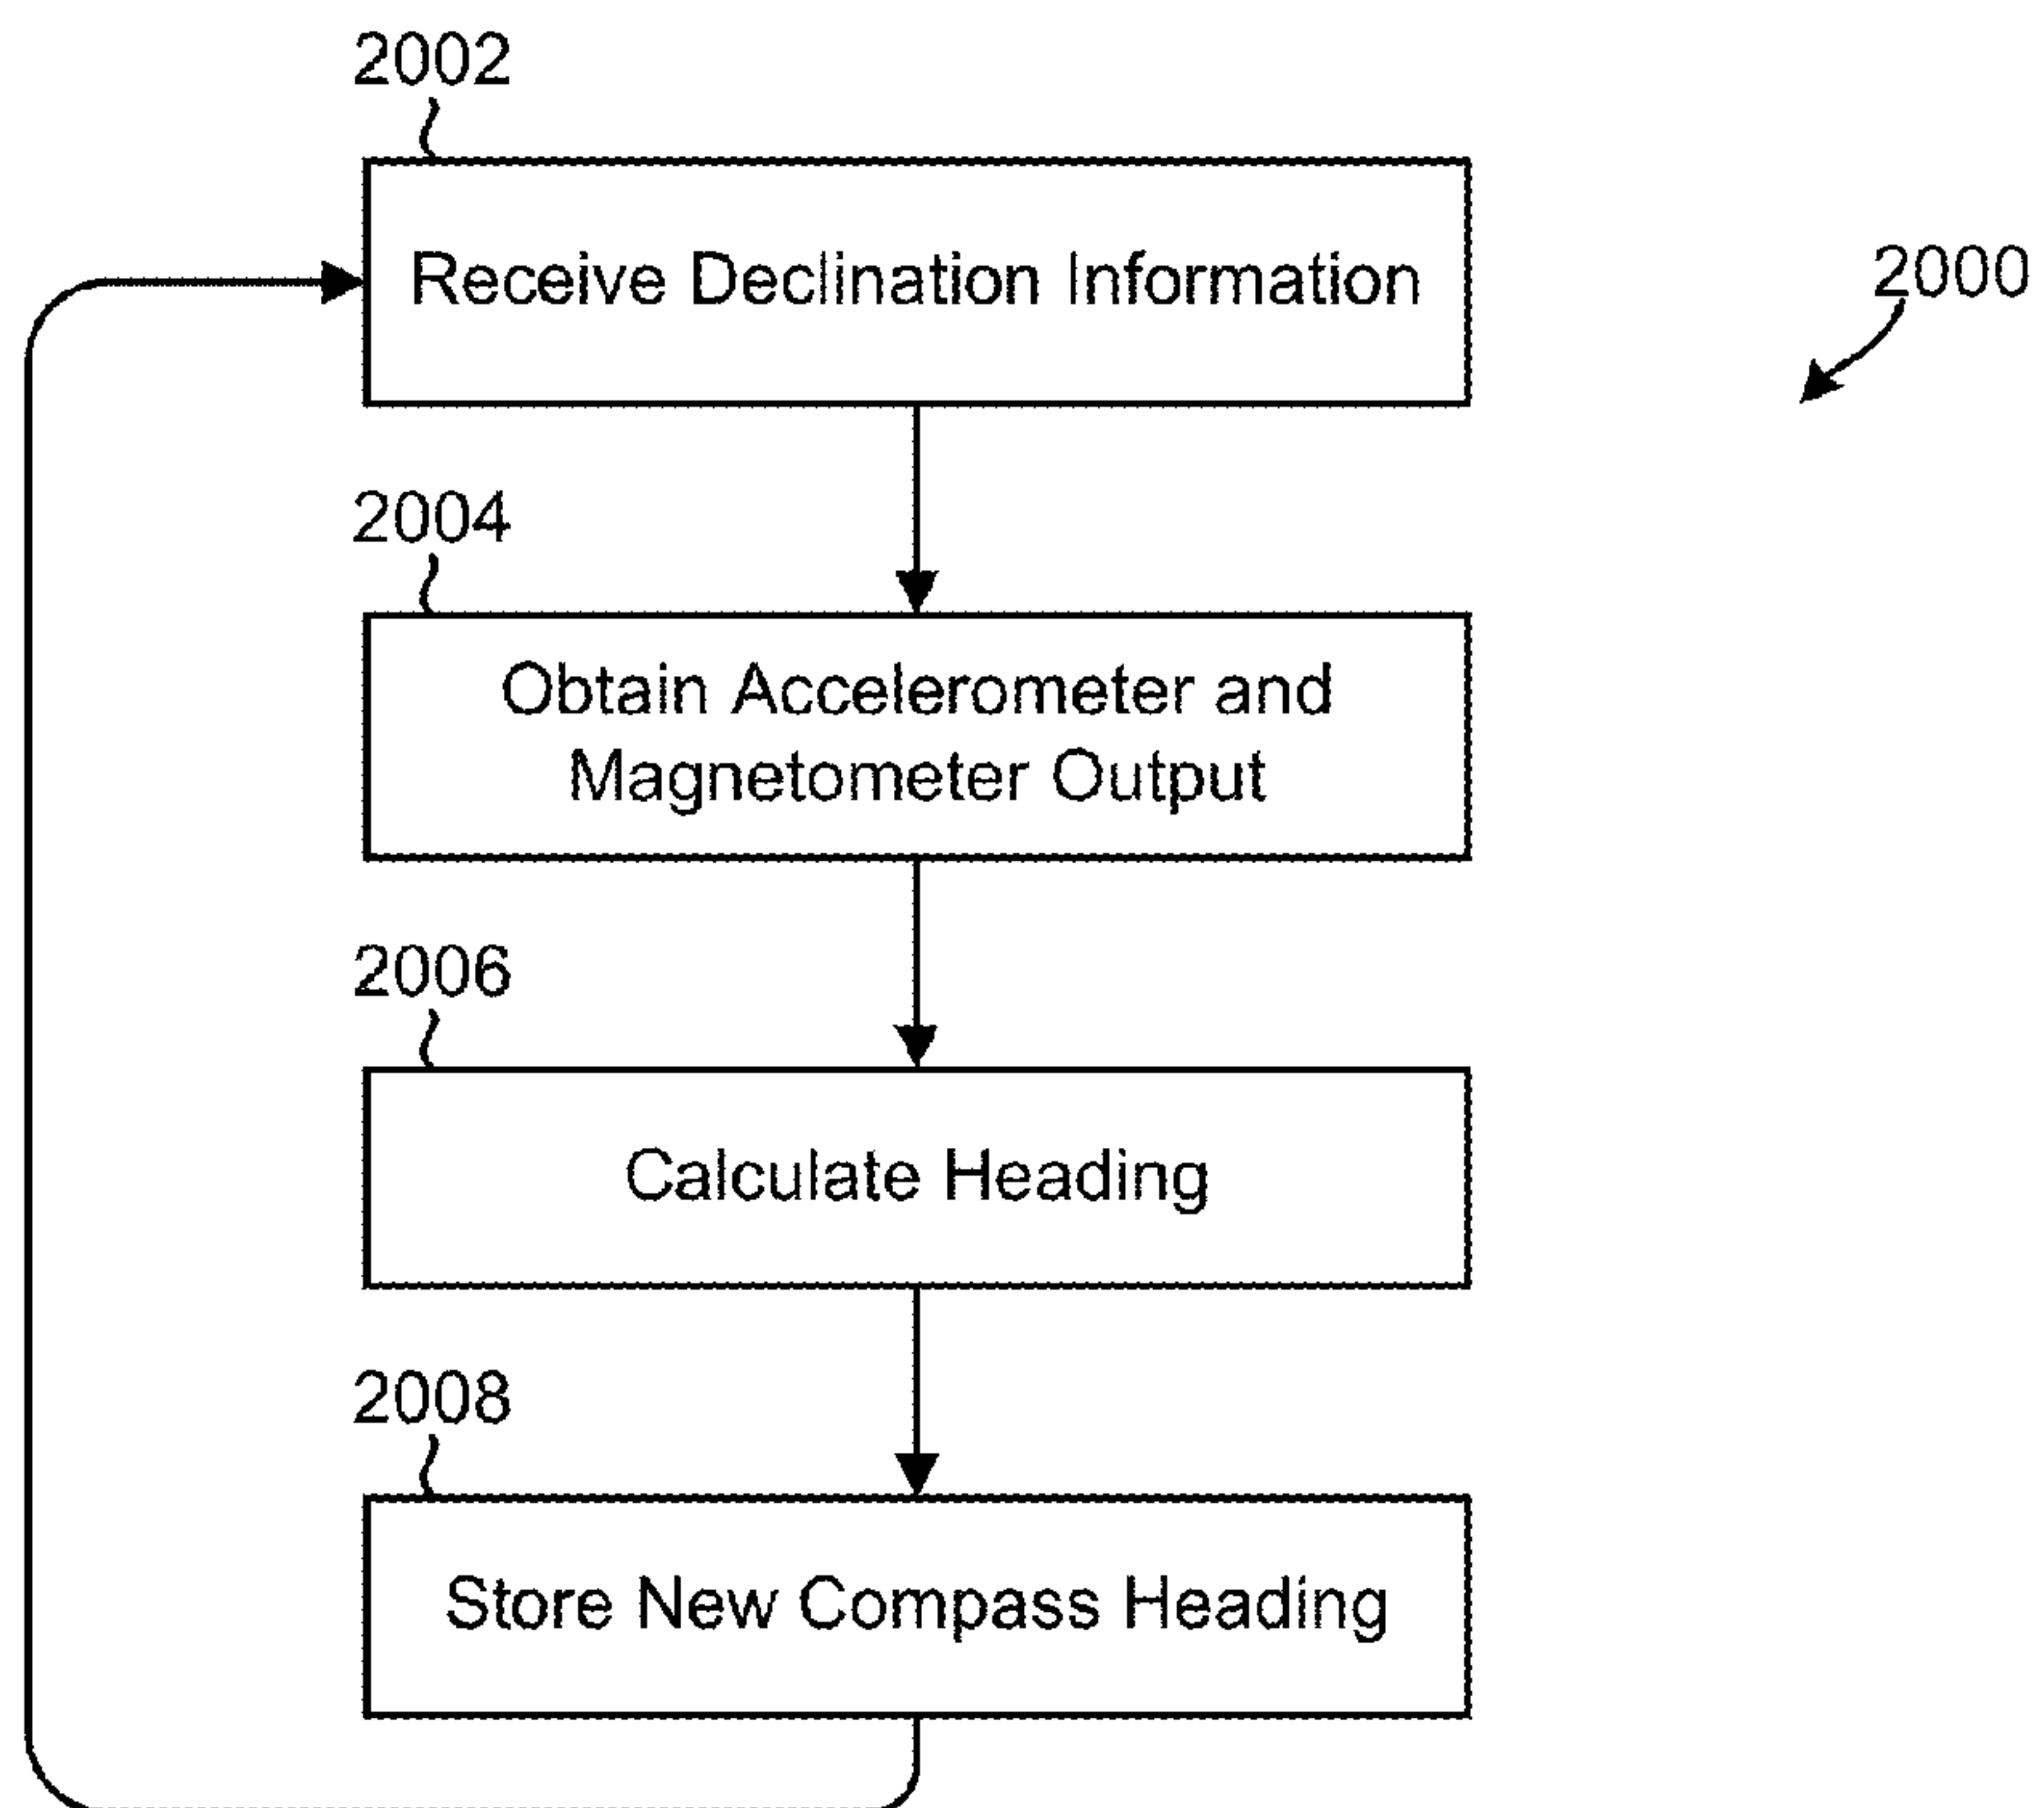 2002
Receive Declination Information
2000
2004
Obtain Accelerometer and
Magnetometer Output
2006
Calculate Heading
2008
Store New Compass Heading